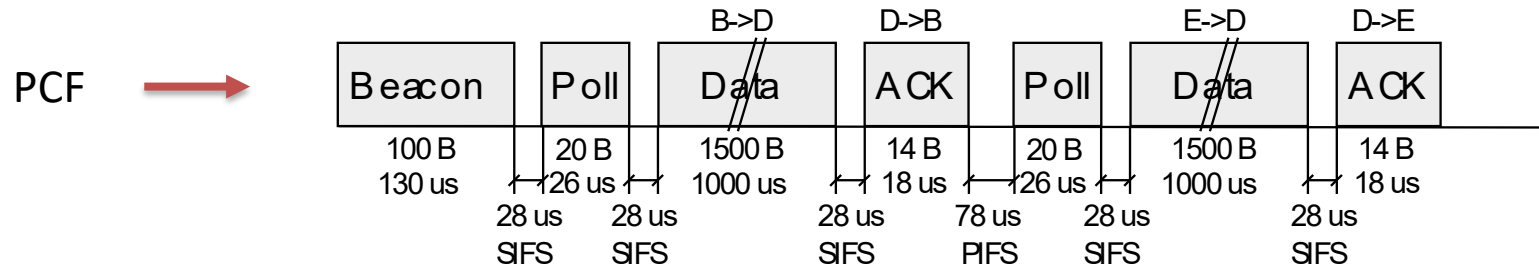 B->D D->B E->D D->E
PCF Beacon Poll Data ACK Poll Data ACK
100 B 20 B 1500 B 14 B 20 B 1500 B 14 B
130 us 26 us 1000 us 18 us 26 us 1000 us 18 us
28 us 28 us 28 us 78 us 28 us 28 us
SIFS SIFS SIFS PIFS SIFS SIFS